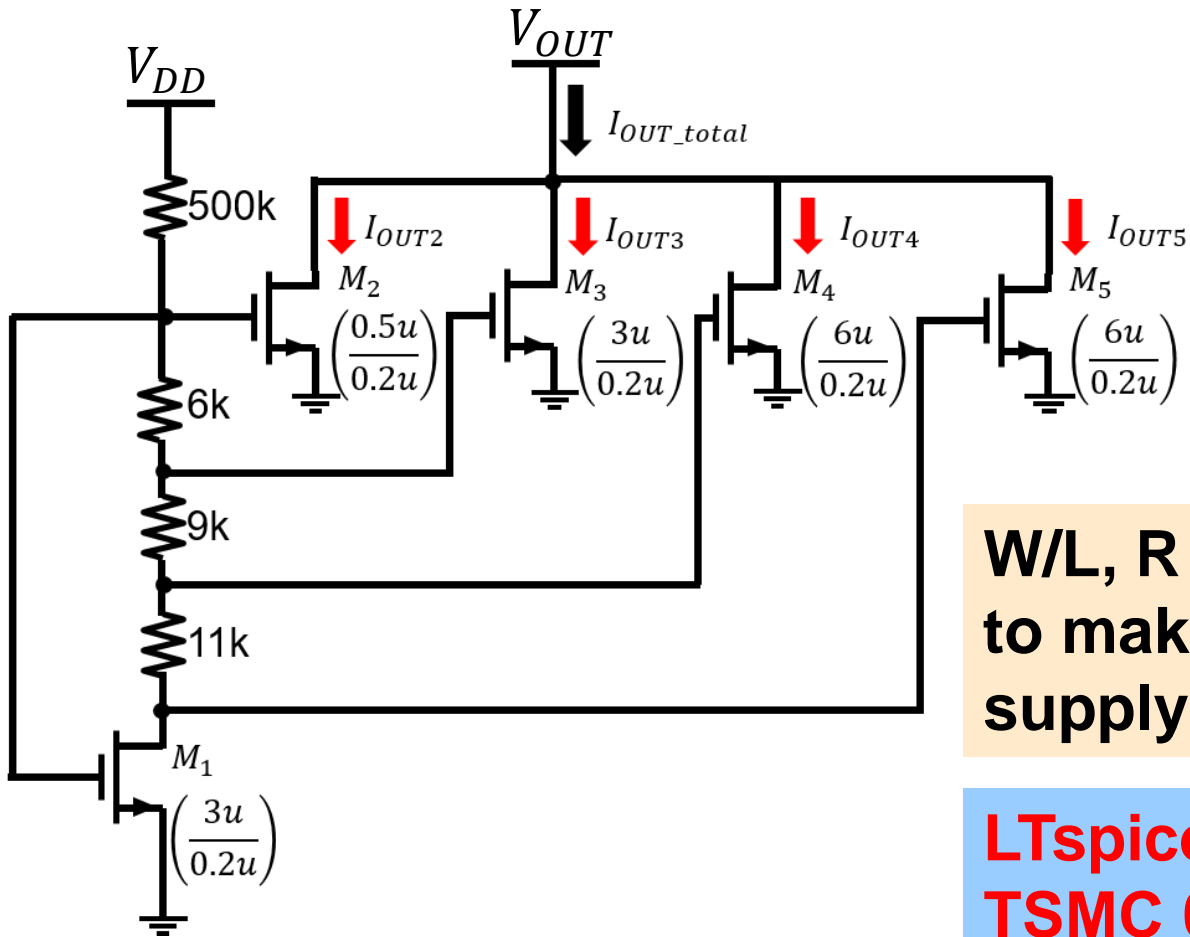 V_OUT
V_DD
I_OUT_total
500k
I_OUT2
I_OUT3
I_OUT4
I_OUT5
M_2
M_3
M_4
M_5
(0.5u/0.2u)
(3u/0.2u)
(6u/0.2u)
(6u/0.2u)
6k
9k
W/L, R
to mak
supply
11k
M_1
(3u/0.2u)
LTspice
TSMC